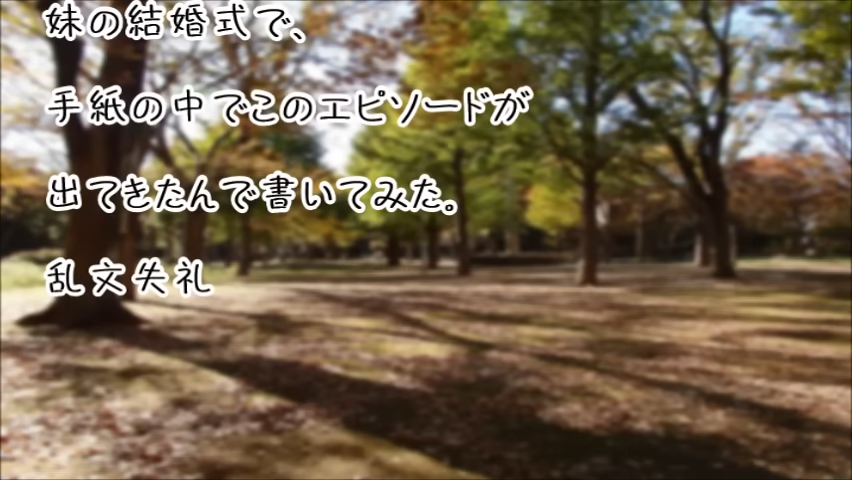 妹の結婚式で、
手紙の中でこのエピソードが
出てきたんで書いてみた。
乱文失礼